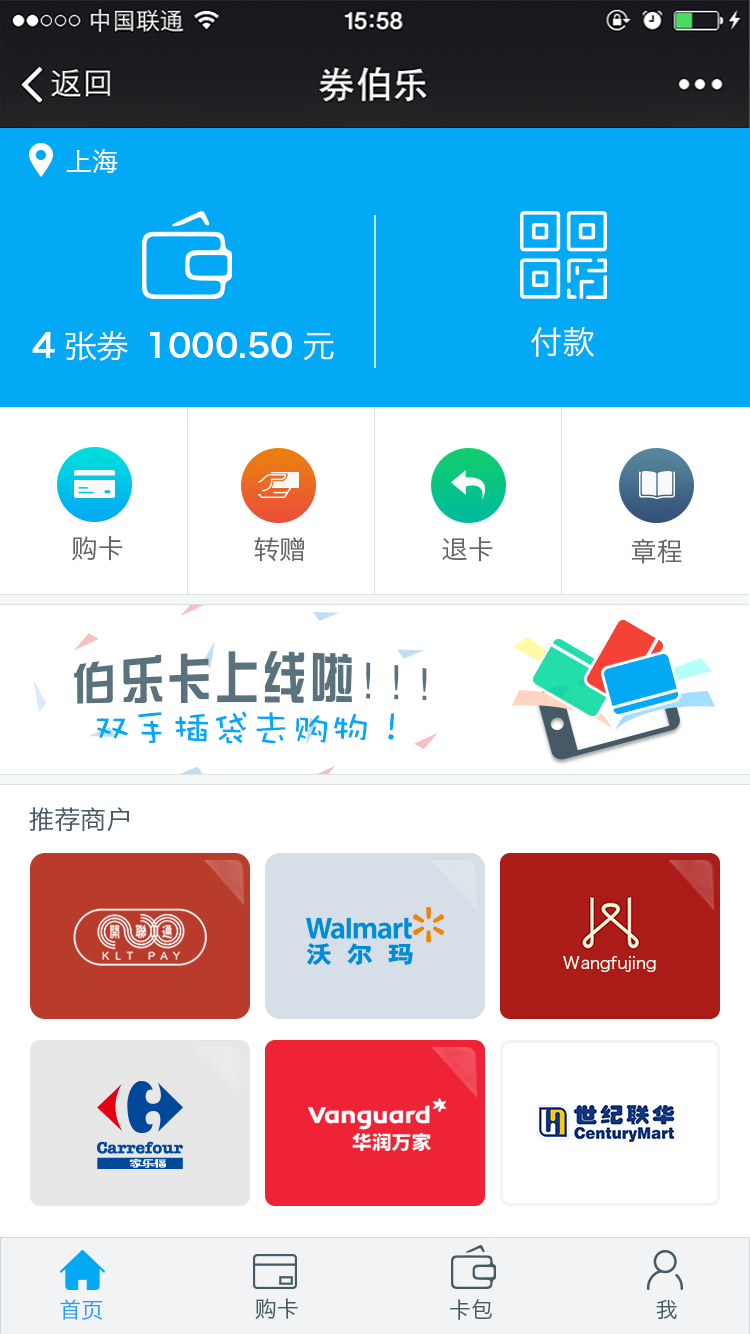 中国联通 15:58
返回 券伯乐
上海
4 张券 1000.50 元
付款
购卡 转赠 退卡 章程
伯乐卡上线啦!!!
双手插袋去购物!
推荐商户
開聯通
KLT PAY
Walmart
沃尔玛
Wangfujing
Carrefour
家乐福
Vanguard
华润万家
世纪联华
CenturyMart
首页 购卡 卡包 我